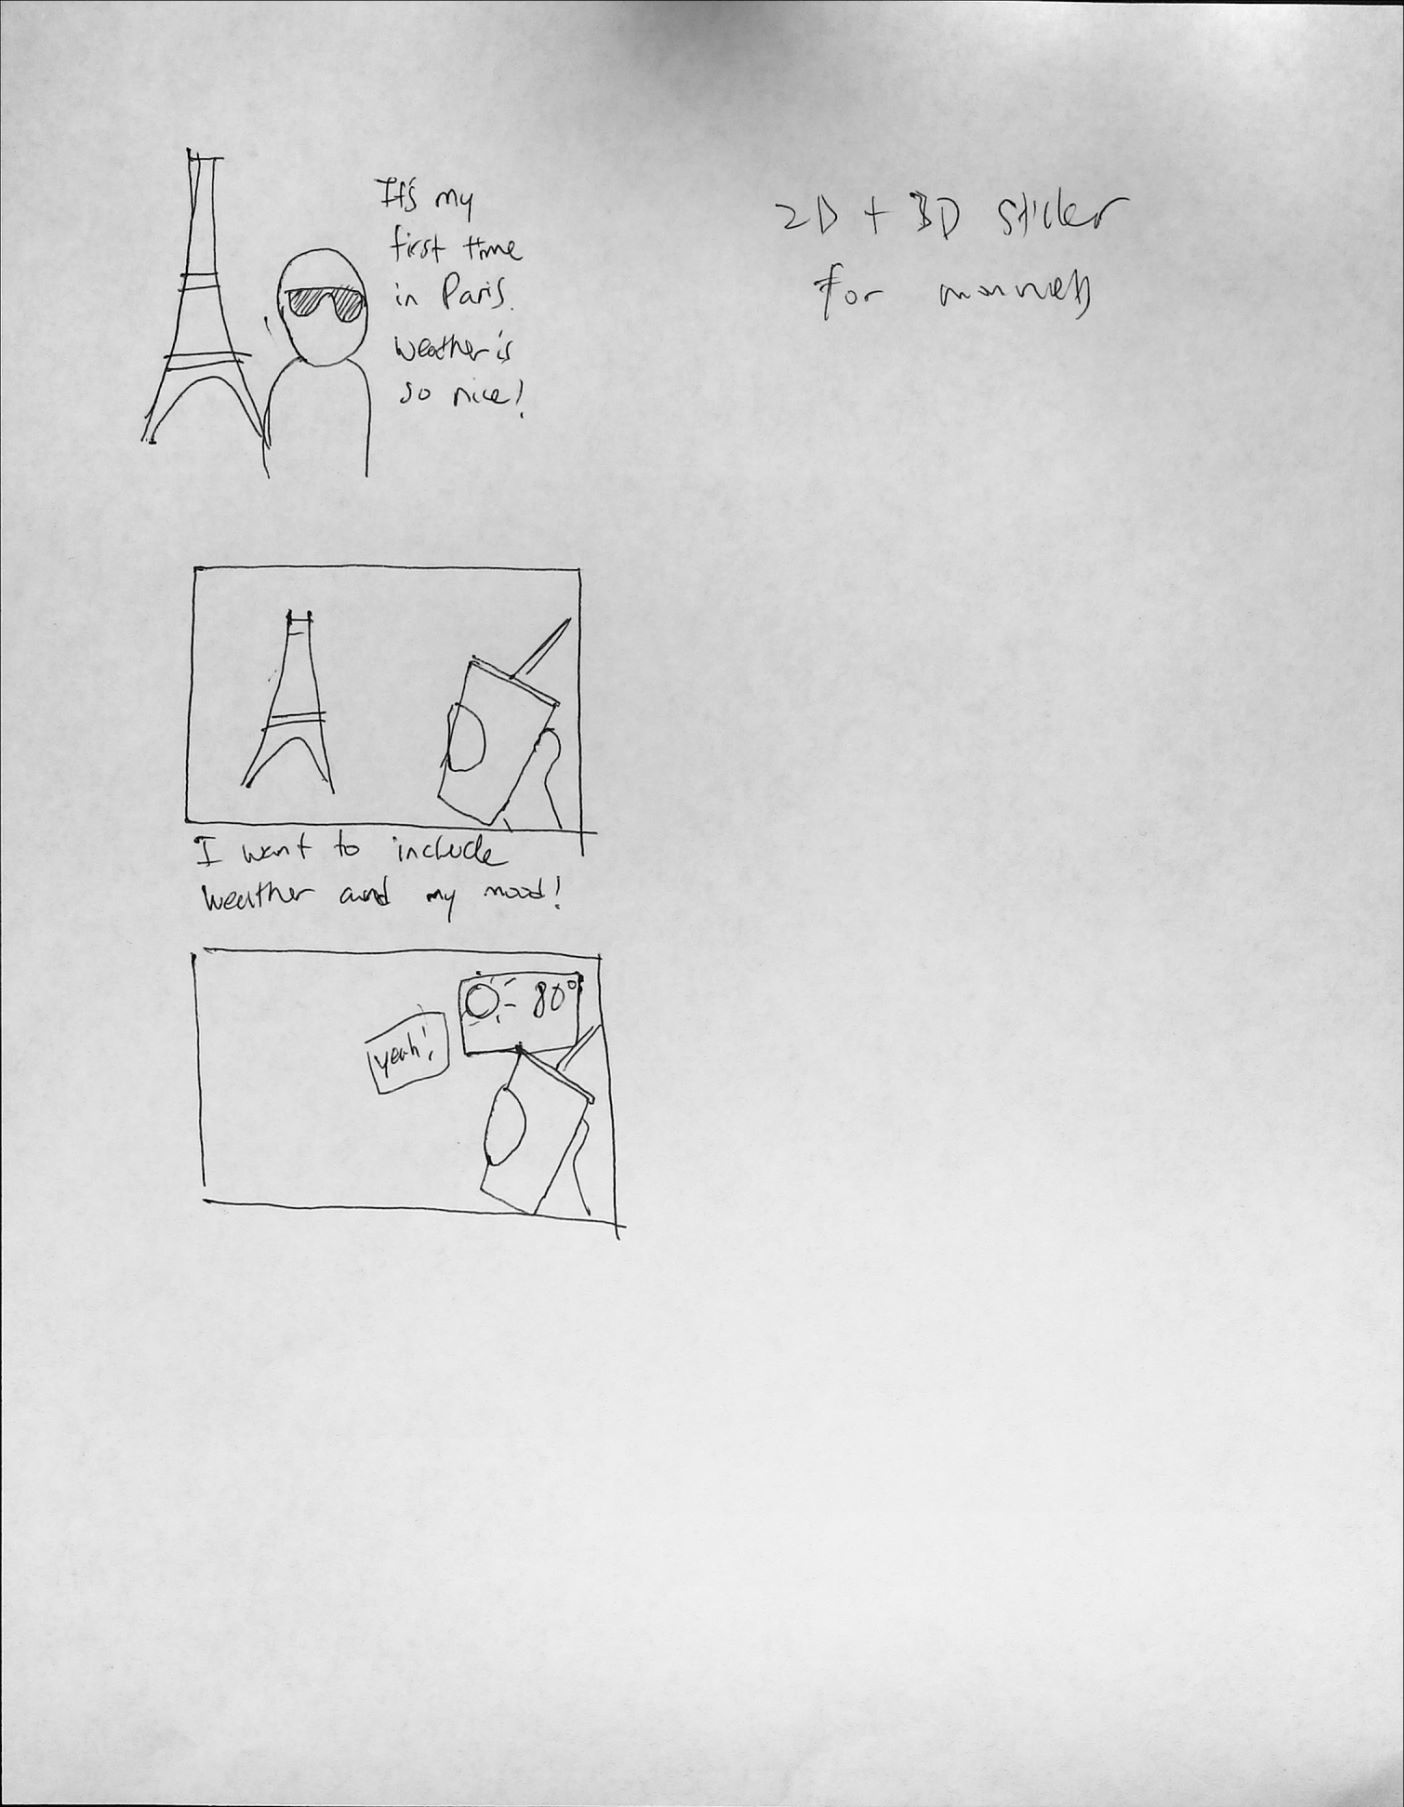 It's my
first time
in Paris.
Weather is
so nice!
2D + 3D sticker
for
I want to include
weather and my mood!
80°
yeah!